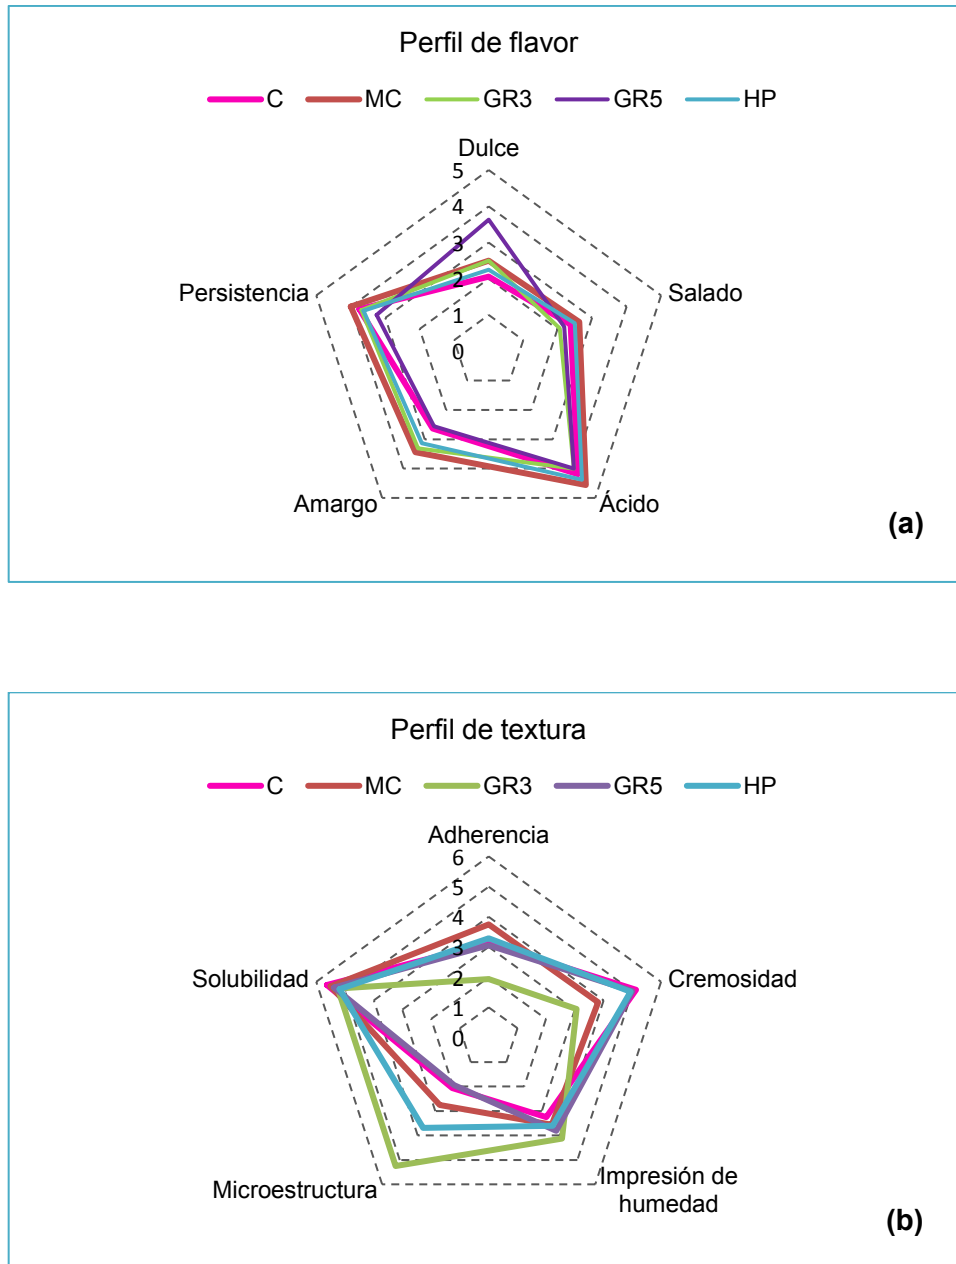 Perfil de flavor
C MC GR3 GR5 HP
Dulce
5
4
3
2
1
0
Persistencia
Salado
Amargo
Ácido
(a)
Perfil de textura
C MC GR3 GR5 HP
Adherencia
6
5
4
3
2
1
0
Solubilidad
Cremosidad
Microestructura
Impresión de
humedad
(b)